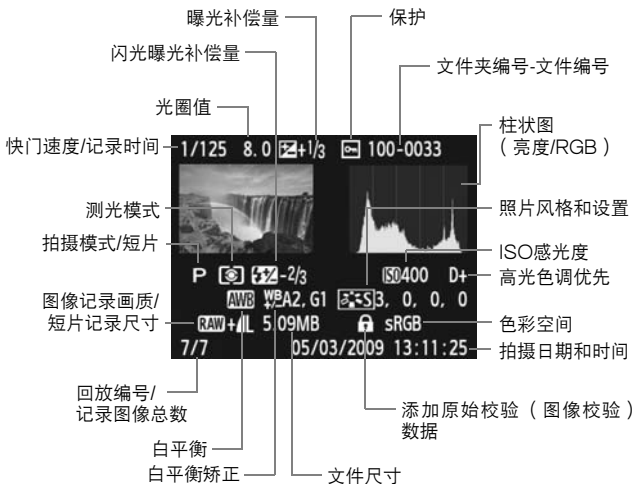 曝光补偿量
保护
闪光曝光补偿量
文件夹编号-文件编号
光圈值
柱状图
（亮度/RGB）
快门速度/记录时间
1/125 8.0 +1/3 100-0033
测光模式
照片风格和设置
拍摄模式/短片
ISO感光度
P -2/3 ISO400 D+
高光色调优先
图像记录画质/
短片记录尺寸
AWB WB A2, G1 S3, 0, 0, 0
RAW+L 5.09MB sRGB
色彩空间
7/7 05/03/2009 13:11:25
拍摄日期和时间
回放编号/
记录图像总数
添加原始校验（图像校验）
数据
白平衡
白平衡矫正
文件尺寸